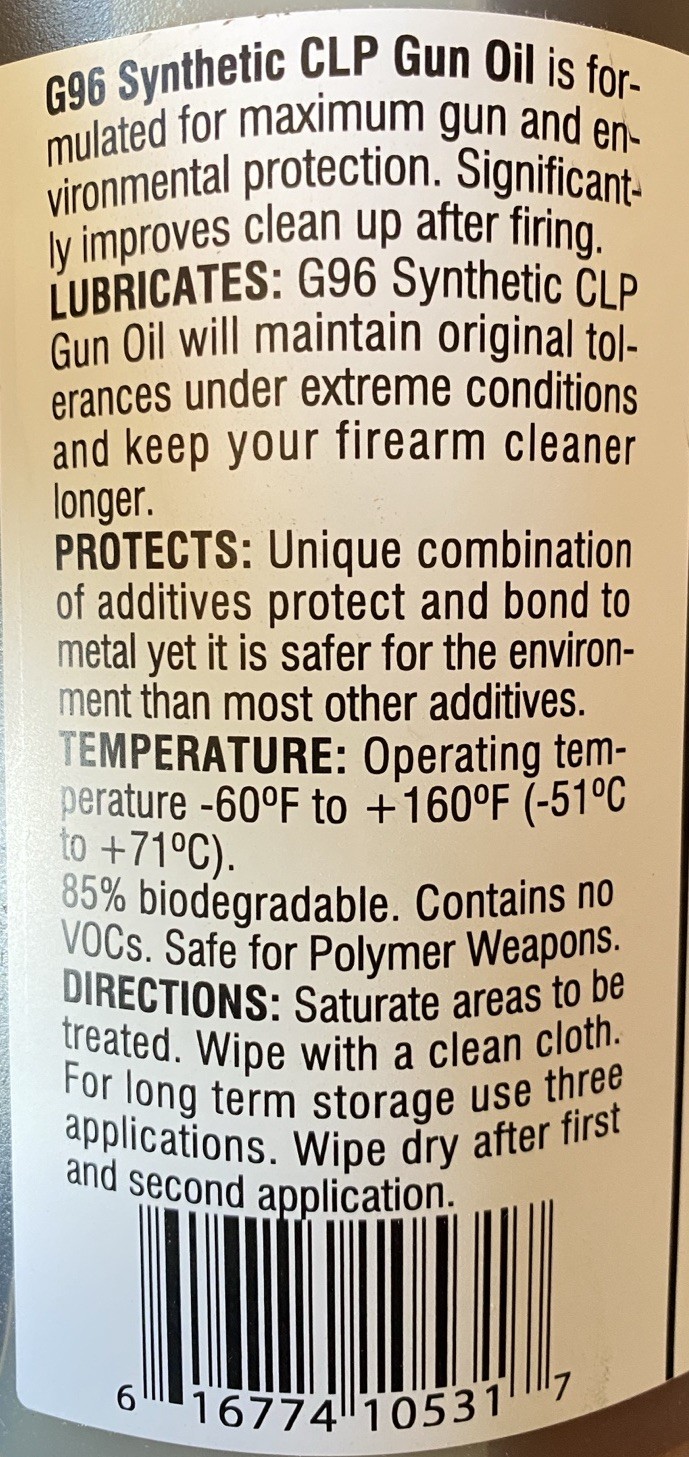 G96 Synthetic CLP Gun Oil is for-
mulated for maximum gun and en-
vironmental protection. Significant-
ly improves clean up after firing.
LUBRICATES: G96 Synthetic CLP
Gun Oil will maintain original tol-
erances under extreme conditions
and keep your firearm cleaner
longer.
PROTECTS: Unique combination
of additives protect and bond to
metal yet it is safer for the environ-
ment than most other additives.
TEMPERATURE: Operating tem-
perature -60ºF to +160ºF (-51ºC
to +71ºC).
85% biodegradable. Contains no
VOCs. Safe for Polymer Weapons.
DIRECTIONS: Saturate areas to be
treated. Wipe with a clean cloth.
For long term storage use three
applications. Wipe dry after first
and second application.
6 16774 10531 7